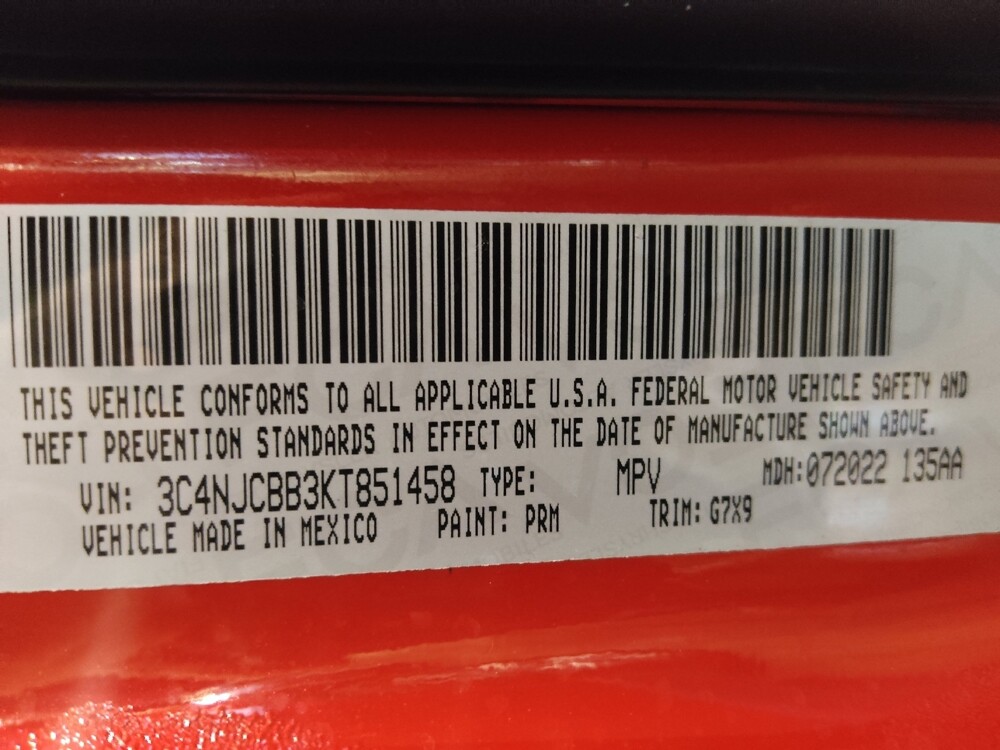 THIS VEHICLE CONFORMS TO ALL APPLICABLE U.S.A. FEDERAL MOTOR VEHICLE SAFETY AND
THEFT PREVENTION STANDARDS IN EFFECT ON THE DATE OF MANUFACTURE SHOWN ABOVE.
VIN: 3C4NJCBB3KT851458 TYPE: MPV MDH:072022 135AA
VEHICLE MADE IN MEXICO PAINT: PRM TRIM: G7X9